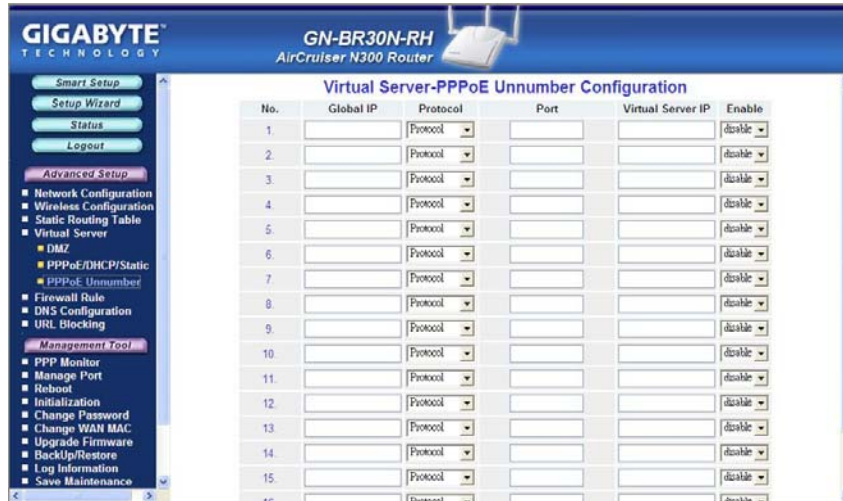 GIGABYTE™
TECHNOLOGY
GN-BR30N-RH
AirCruiser N300 Router
Smart Setup
Setup Wizard
Status
Logout
Advanced Setup
Network Configuration
Wireless Configuration
Static Routing Table
Virtual Server
DMZ
PPPoE/DHCP/Static
PPPoE Unnumber
Firewall Rule
DNS Configuration
URL Blocking
Management Tool
PPP Monitor
Manage Port
Reboot
Initialization
Change Password
Change WAN MAC
Upgrade Firmware
BackUp/Restore
Log Information
Save Maintenance
Virtual Server-PPPoE Unnumber Configuration
No. Global IP Protocol Port Virtual Server IP Enable
1. Protocol disable
2. Protocol disable
3. Protocol disable
4. Protocol disable
5. Protocol disable
6. Protocol disable
7. Protocol disable
8. Protocol disable
9. Protocol disable
10. Protocol disable
11. Protocol disable
12. Protocol disable
13. Protocol disable
14. Protocol disable
15. Protocol disable